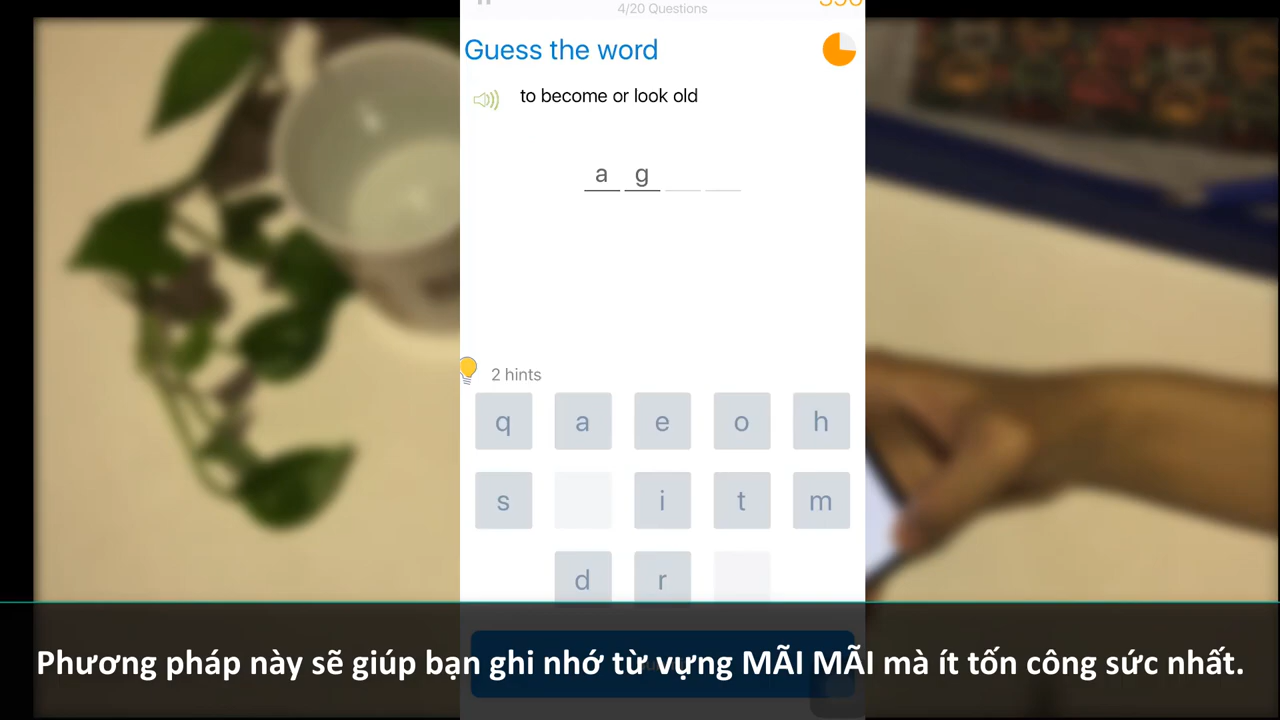 4/20 Questions
Guess the word
to become or look old
a g
2 hints
q a e o h
s i t m
d r
Phương pháp này sẽ giúp bạn ghi nhớ từ vựng MÃI MÃI mà ít tốn công sức nhất.